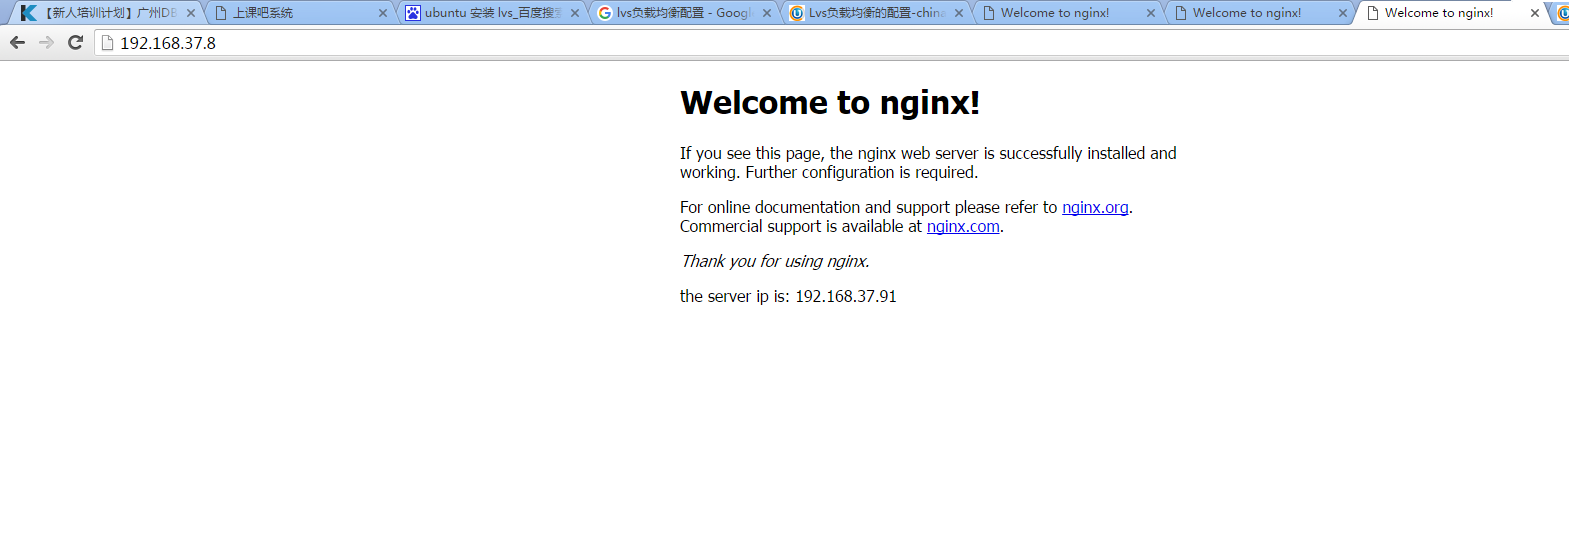 【新人培训计划】广州DB
上课吧系统
ubuntu 安装 lvs_百度搜
lvs负载均衡配置 - Google
Lvs负载均衡的配置-china
Welcome to nginx!
Welcome to nginx!
Welcome to nginx!
192.168.37.8
Welcome to nginx!
If you see this page, the nginx web server is successfully installed and
working. Further configuration is required.
For online documentation and support please refer to nginx.org.
Commercial support is available at nginx.com.
Thank you for using nginx.
the server ip is: 192.168.37.91